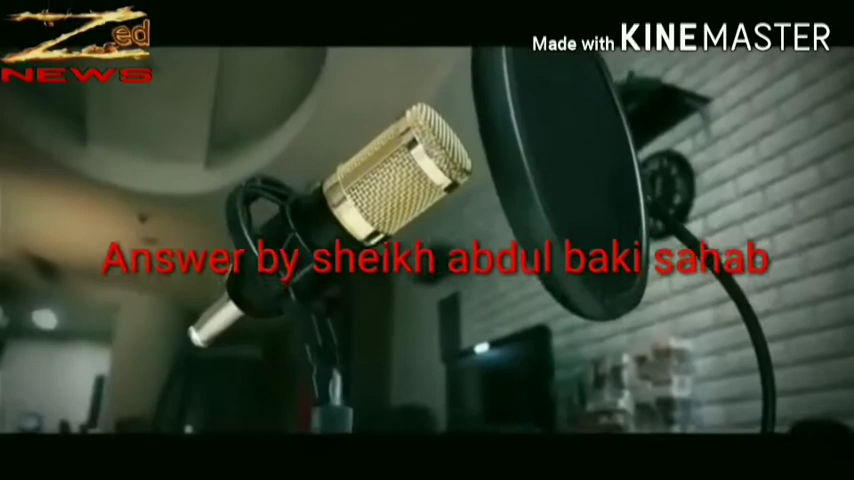 Zed
NEWS
Made with KINEMASTER
Answer by sheikh abdul baki sahab